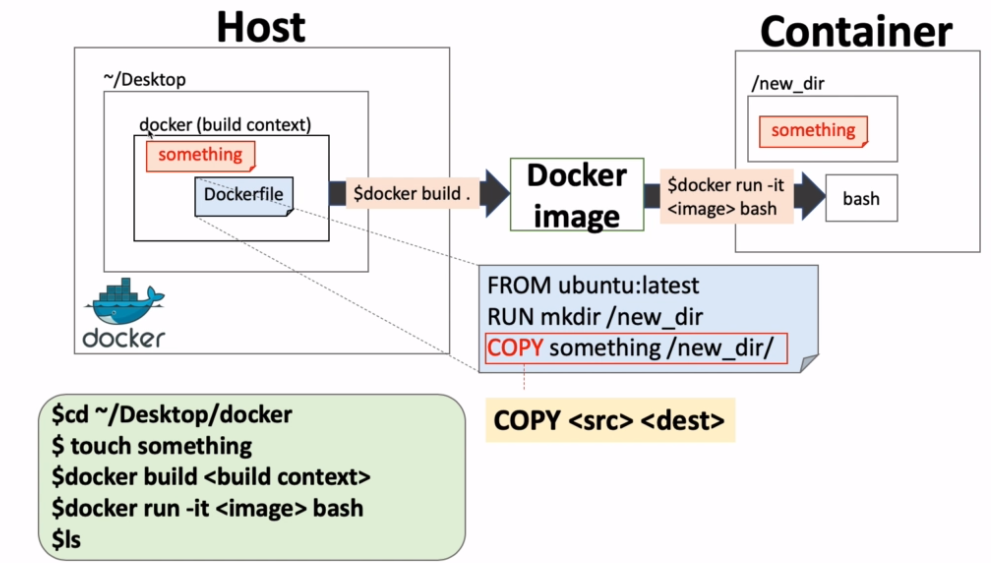 Host
Container
~/Desktop
/new_dir
docker (build context)
something
something
Dockerfile
$docker build .
Docker
image
$docker run -it
<image> bash
bash
FROM ubuntu:latest
RUN mkdir /new_dir
COPY something /new_dir/
docker
COPY <src> <dest>
$cd ~/Desktop/docker
$ touch something
$docker build <build context>
$docker run -it <image> bash
$ls